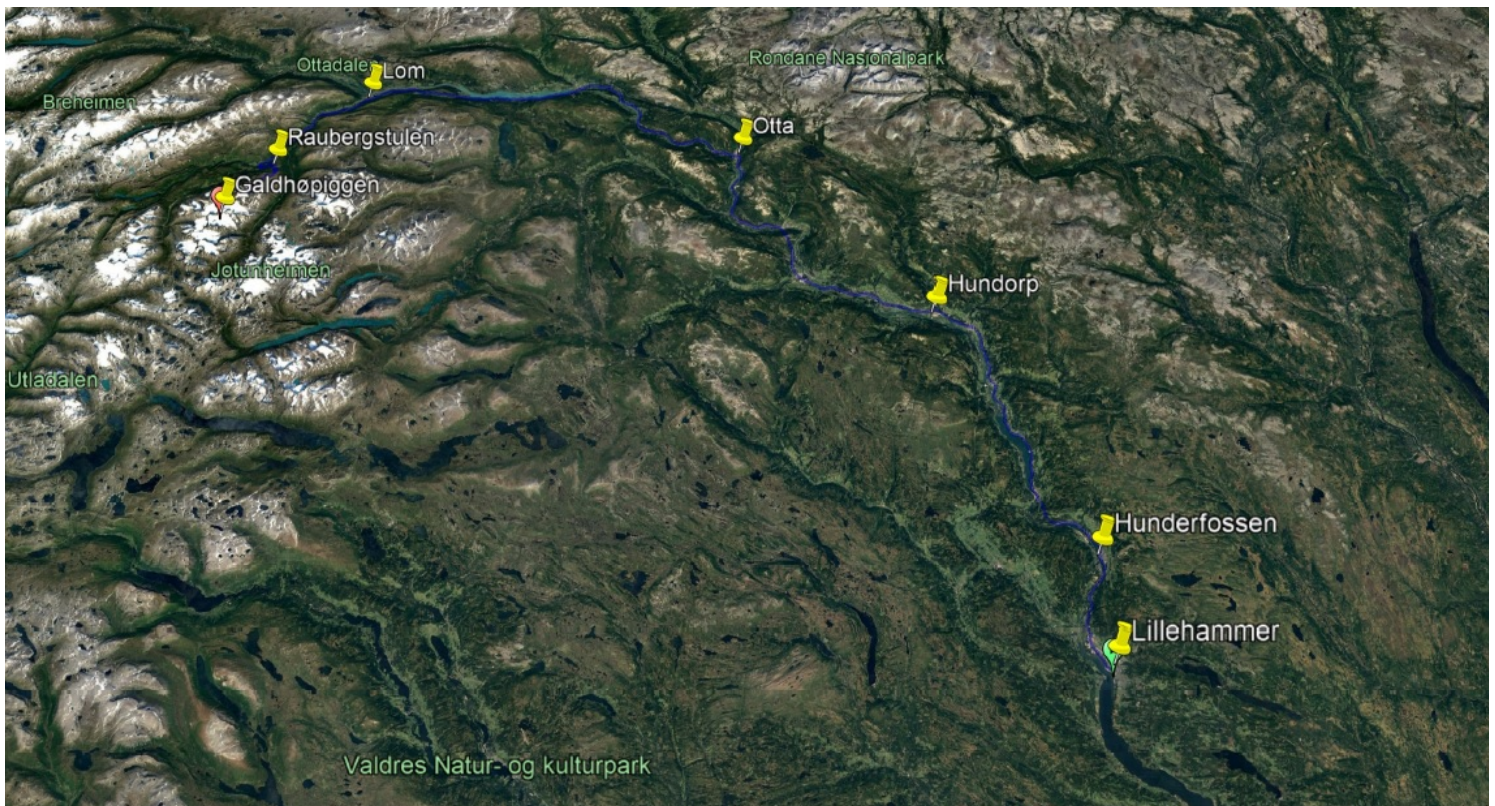 Rondane Nasjonalpark
Ottadalen
Lom
Breheimen
Otta
Raubergstulen
Galdhøpiggen
Jotunheimen
Hundorp
Utladalen
Hunderfossen
Lillehammer
Valdres Natur- og kulturpark